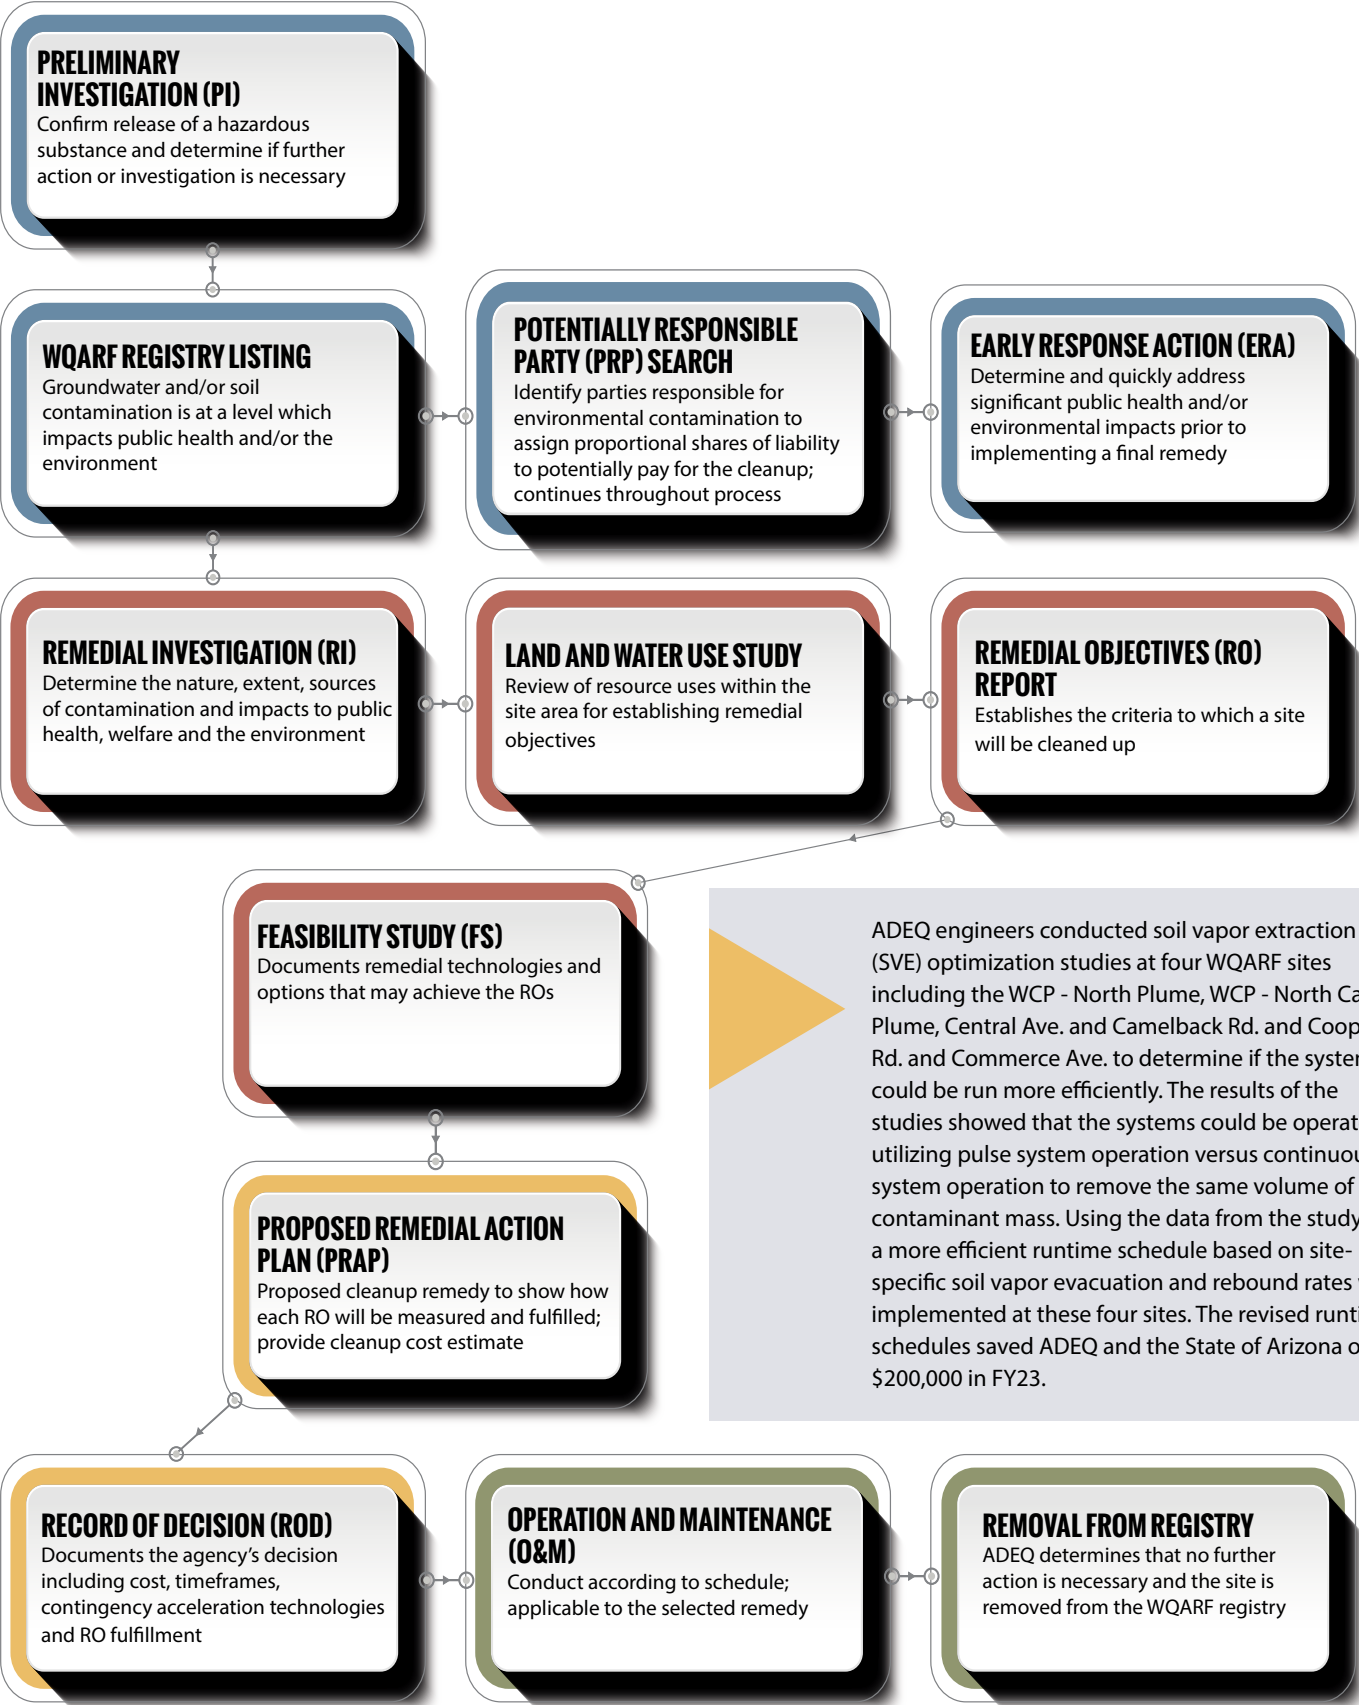 PRELIMINARY
INVESTIGATION (PI)
Confirm release of a hazardous
substance and determine if further
action or investigation is necessary
WQARF REGISTRY LISTING
Groundwater and/or soil
contamination is at a level which
impacts public health and/or the
environment
POTENTIALLY RESPONSIBLE
PARTY (PRP) SEARCH
Identify parties responsible for
environmental contamination to
assign proportional shares of liability
to potentially pay for the cleanup;
continues throughout process
EARLY RESPONSE ACTION (ERA)
Determine and quickly address
significant public health and/or
environmental impacts prior to
implementing a final remedy
REMEDIAL INVESTIGATION (RI)
Determine the nature, extent, sources
of contamination and impacts to public
health, welfare and the environment
LAND AND WATER USE STUDY
Review of resource uses within the
site area for establishing remedial
objectives
REMEDIAL OBJECTIVES (RO)
REPORT
Establishes the criteria to which a site
will be cleaned up
FEASIBILITY STUDY (FS)
Documents remedial technologies and
options that may achieve the ROs
ADEQ engineers conducted soil vapor extraction
(SVE) optimization studies at four WQARF sites
including the WCP - North Plume, WCP - North
Plume, Central Ave. and Camelback Rd. and
Rd. and Commerce Ave. to determine if the
could be run more efficiently. The results of the
studies showed that the systems could be
utilizing pulse system operation versus
system operation to remove the same volume of
contaminant mass. Using the data from the study
a more efficient runtime schedule based on site-
specific soil vapor evacuation and rebound rates
implemented at these four sites. The revised
schedules saved ADEQ and the State of Arizona
$200,000 in FY23.
PROPOSED REMEDIAL ACTION
PLAN (PRAP)
Proposed cleanup remedy to show how
each RO will be measured and fulfilled;
provide cleanup cost estimate
RECORD OF DECISION (ROD)
Documents the agency's decision
including cost, timeframes,
contingency acceleration technologies
and RO fulfillment
OPERATION AND MAINTENANCE
(O&M)
Conduct according to schedule;
applicable to the selected remedy
REMOVAL FROM REGISTRY
ADEQ determines that no further
action is necessary and the site is
removed from the WQARF registry